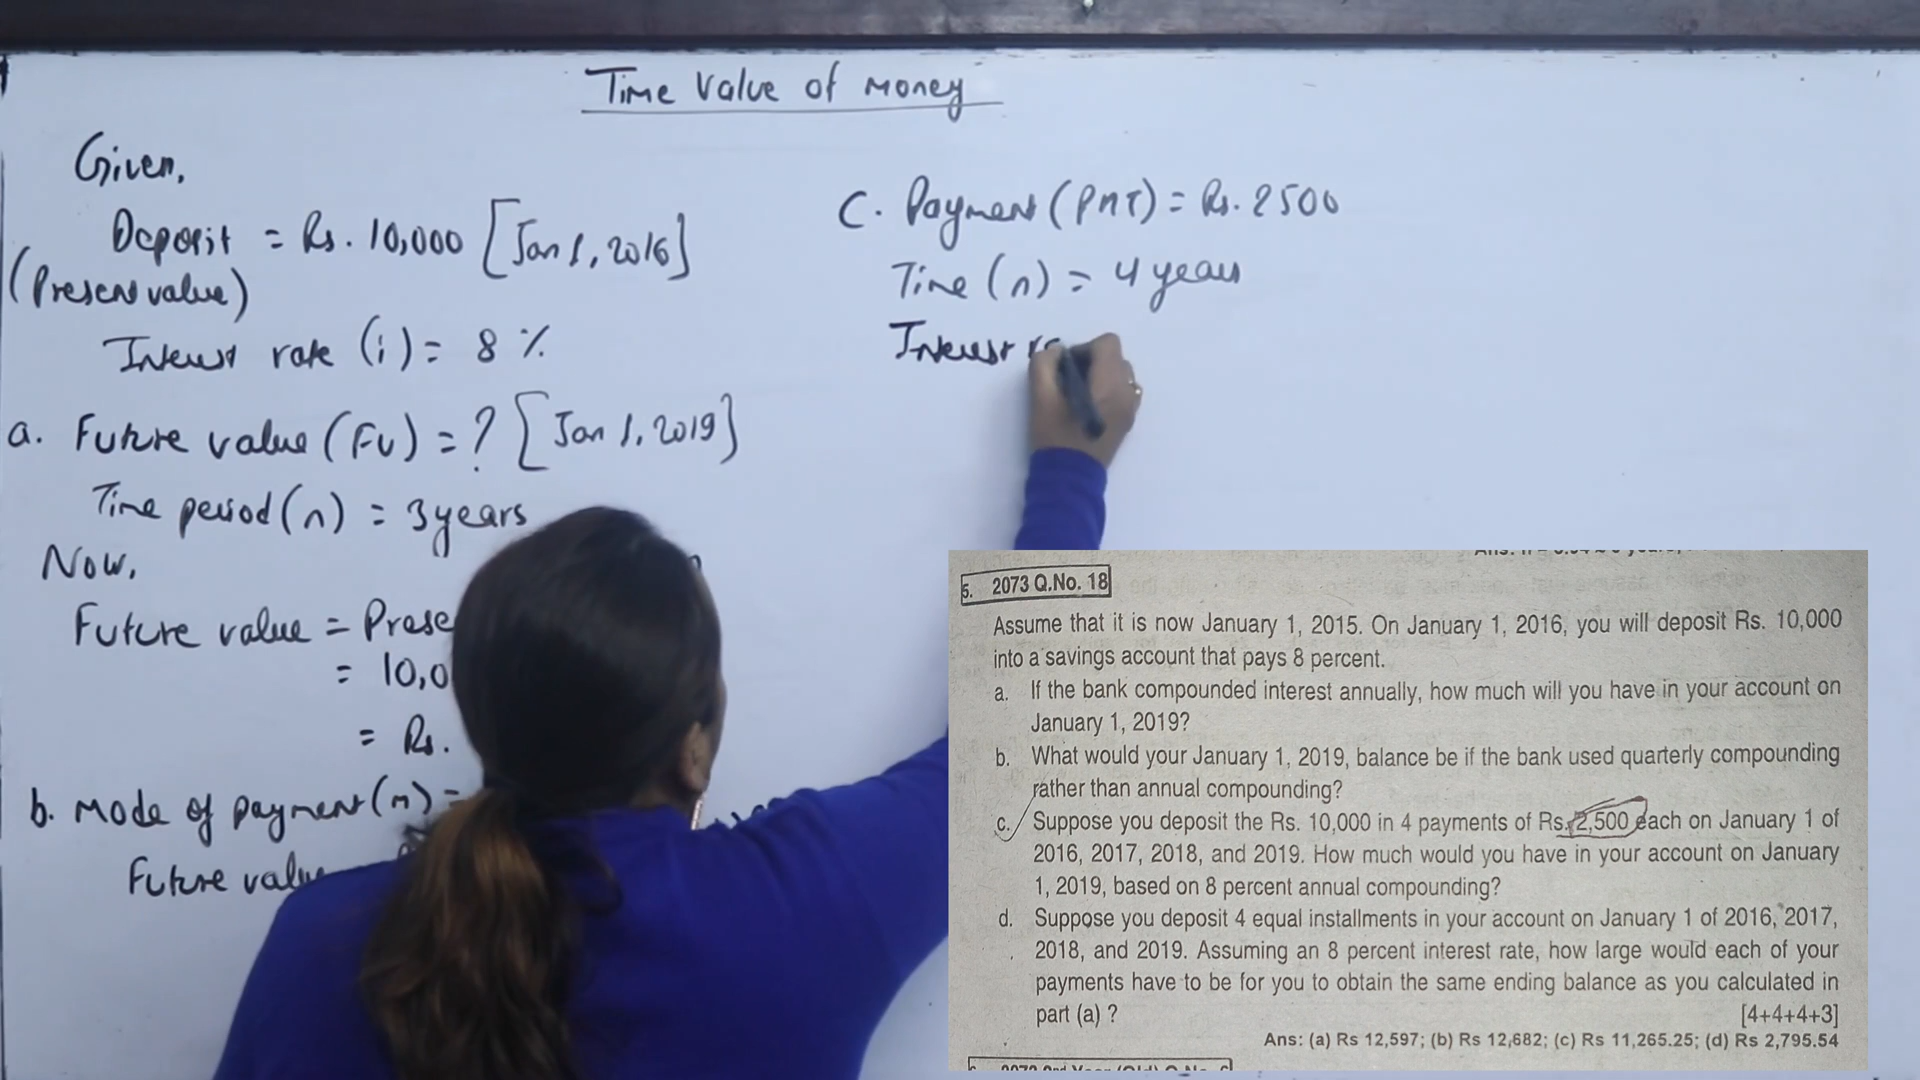 Time Value of money
Given,
Deposit = Rs. 10,000 [Jan 1, 2016]
(Present value)
Interest rate (i) = 8 %
a. Future value (FV) = ? [Jan 1, 2019]
Time period (n) = 3 years
Now,
Future value = Prese
= 10,0
= Rs.
b. Mode of payment (m) =
Future valu
C. Payment (PMT) = Rs. 2500
Time (n) = 4 years
Interest
5. 2073 Q.No. 18
Assume that it is now January 1, 2015. On January 1, 2016, you will deposit Rs. 10,000
into a savings account that pays 8 percent.
a. If the bank compounded interest annually, how much will you have in your account on
January 1, 2019?
b. What would your January 1, 2019, balance be if the bank used quarterly compounding
rather than annual compounding?
c. Suppose you deposit the Rs. 10,000 in 4 payments of Rs. 2,500 each on January 1 of
2016, 2017, 2018, and 2019. How much would you have in your account on January
1, 2019, based on 8 percent annual compounding?
d. Suppose you deposit 4 equal installments in your account on January 1 of 2016, 2017,
2018, and 2019. Assuming an 8 percent interest rate, how large would each of your
payments have to be for you to obtain the same ending balance as you calculated in
part (a) ?
[4+4+4+3]
Ans: (a) Rs 12,597; (b) Rs 12,682; (c) Rs 11,265.25; (d) Rs 2,795.54